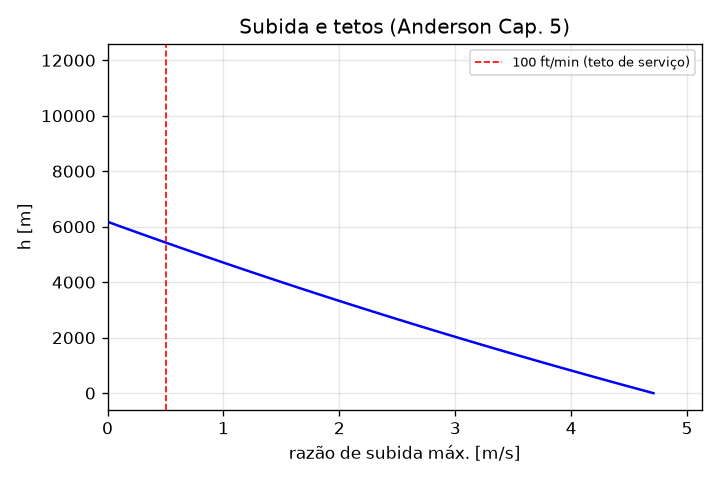 Subida e tetos (Anderson Cap. 5)
100 ft/min (teto de serviço)
12000
10000
8000
6000
4000
2000
0
h [m]
0 1 2 3 4 5
razão de subida máx. [m/s]